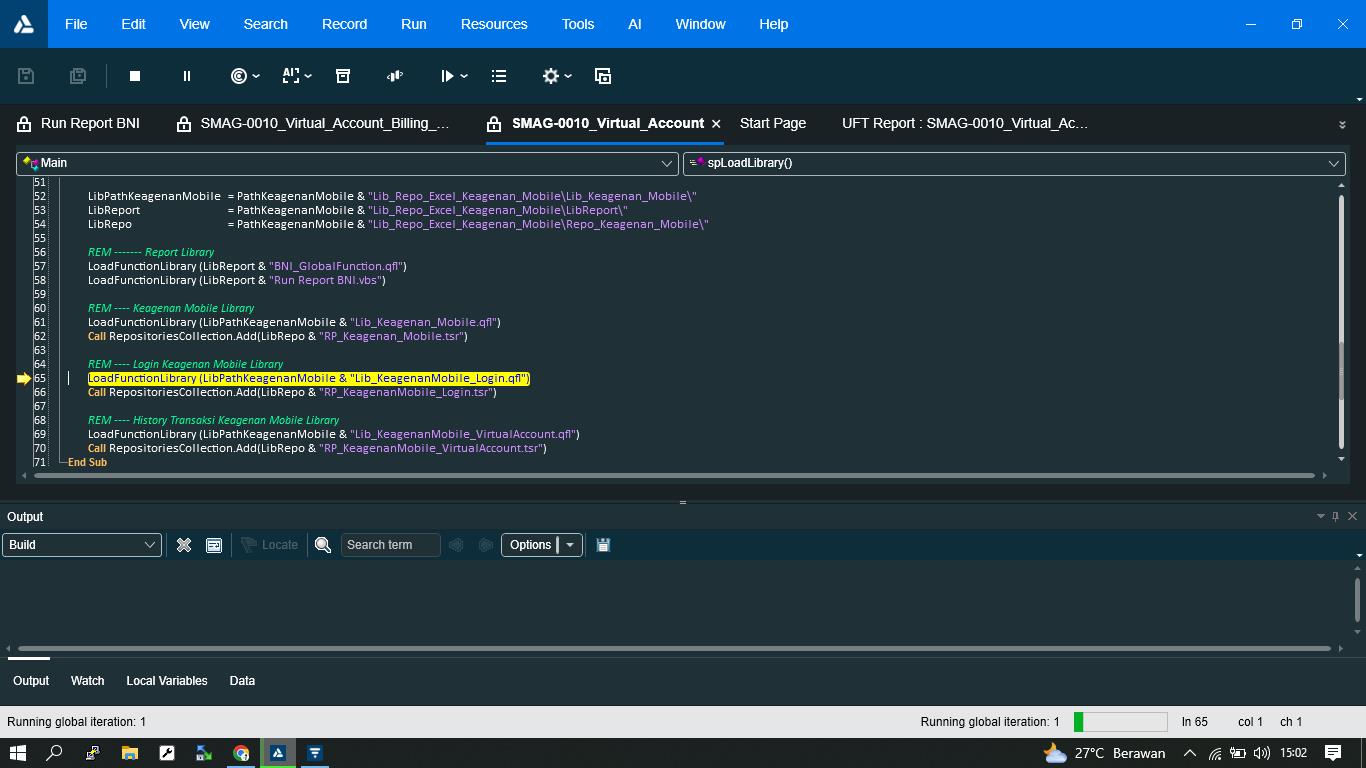 File Edit View Search Record Run Resources Tools AI Window Help
Run Report BNI SMAG-0010_Virtual_Account_Billing_... SMAG-0010_Virtual_Account × Start Page UFT Report : SMAG-0010_Virtual_Ac...
Main spLoadLibrary()
51
52 LibPathKeagenanMobile = PathKeagenanMobile & "Lib_Repo_Excel_Keagenan_Mobile\Lib_Keagenan_Mobile\"
53 LibReport = PathKeagenanMobile & "Lib_Repo_Excel_Keagenan_Mobile\LibReport\"
54 LibRepo = PathKeagenanMobile & "Lib_Repo_Excel_Keagenan_Mobile\Repo_Keagenan_Mobile\"
55
56 REM ------- Report Library
57 LoadFunctionLibrary (LibReport & "BNI_GlobalFunction.qfl")
58 LoadFunctionLibrary (LibReport & "Run Report BNI.vbs")
59
60 REM ---- Keagenan Mobile Library
61 LoadFunctionLibrary (LibPathKeagenanMobile & "Lib_Keagenan_Mobile.qfl")
62 Call RepositoriesCollection.Add(LibRepo & "RP_Keagenan_Mobile.tsr")
63
64 REM ---- Login Keagenan Mobile Library
65 LoadFunctionLibrary (LibPathKeagenanMobile & "Lib_KeagenanMobile_Login.qfl")
66 Call RepositoriesCollection.Add(LibRepo & "RP_KeagenanMobile_Login.tsr")
67
68 REM ---- History Transaksi Keagenan Mobile Library
69 LoadFunctionLibrary (LibPathKeagenanMobile & "Lib_KeagenanMobile_VirtualAccount.qfl")
70 Call RepositoriesCollection.Add(LibRepo & "RP_KeagenanMobile_VirtualAccount.tsr")
71 End Sub
Output
Build Locate Search term Options
Output Watch Local Variables Data
Running global iteration: 1 Running global iteration: 1 ln 65 col 1 ch 1
27°C Berawan 15:02